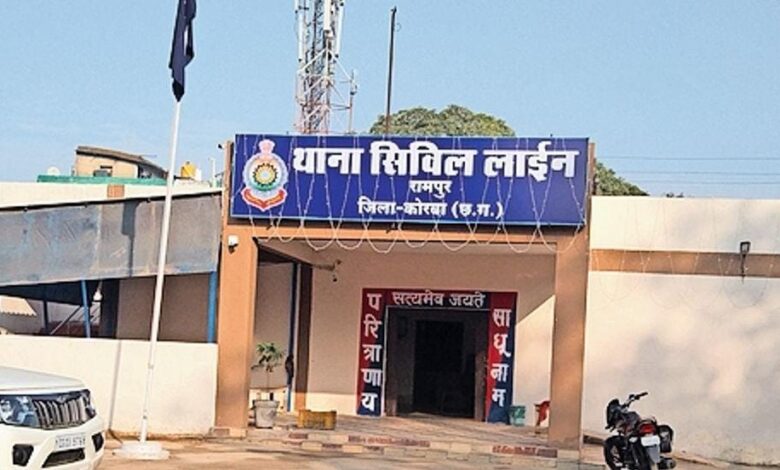 थाना सिविल लाईन
रामपुर
जिला-कोरबा (छ.ग.)
सत्यमेव जयते
परित्राणाय
साधूनाम